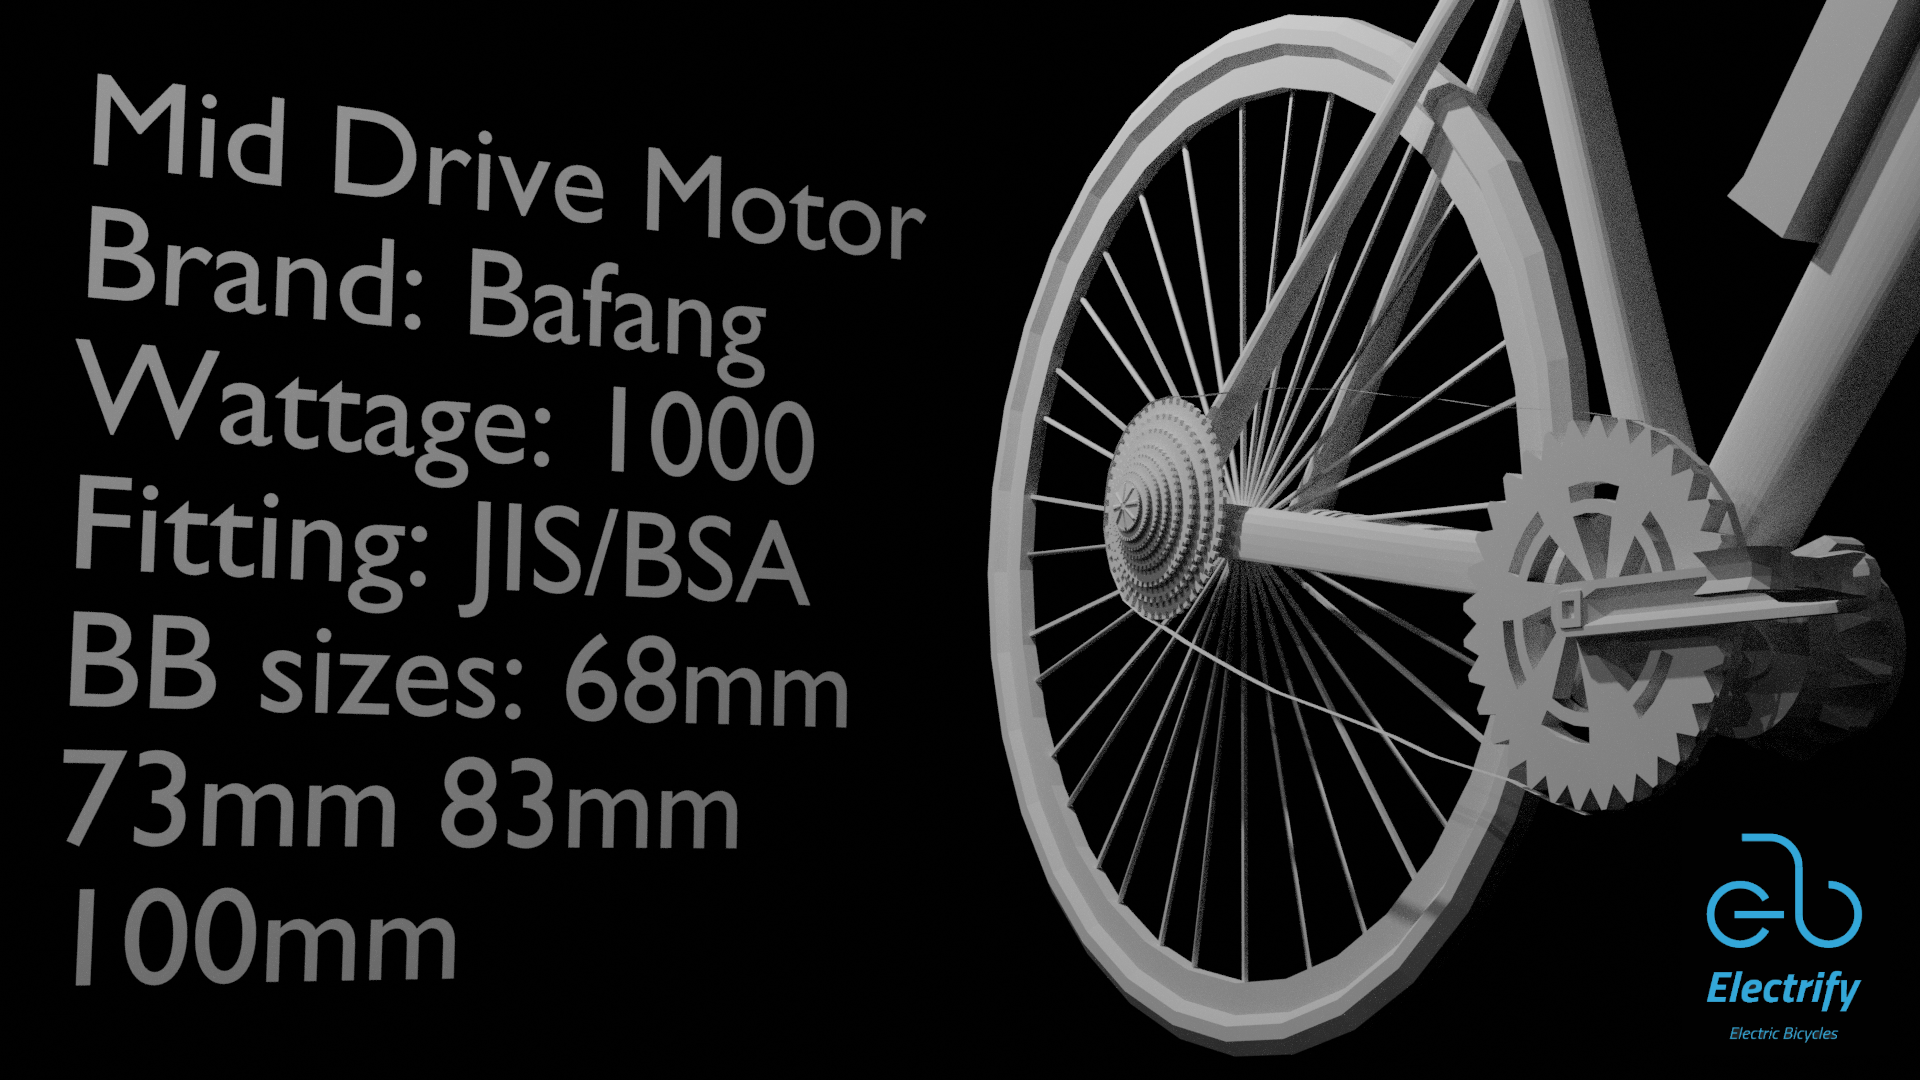 Mid Drive Motor
Brand: Bafang
Wattage: 1000
Fitting: JIS/BSA
BB sizes: 68mm
73mm 83mm
100mm
eb
Electrify
Electric Bicycles